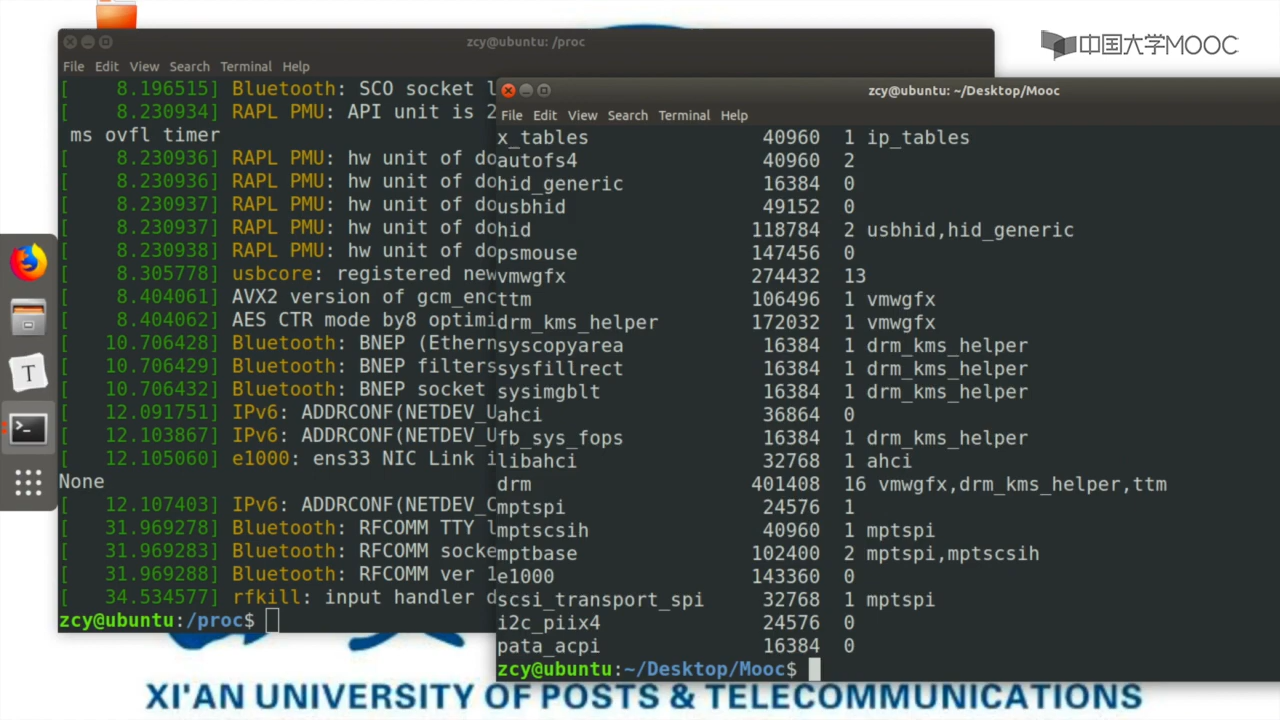 中国大学MOOC
zcy@ubuntu: /proc
File Edit View Search Terminal Help
[    8.196515] Bluetooth: SCO socket l
[    8.230934] RAPL PMU: API unit is 2
 ms ovfl timer
[    8.230936] RAPL PMU: hw unit of do
[    8.230936] RAPL PMU: hw unit of do
[    8.230937] RAPL PMU: hw unit of do
[    8.230937] RAPL PMU: hw unit of do
[    8.230938] RAPL PMU: hw unit of do
[    8.305778] usbcore: registered new
[    8.404061] AVX2 version of gcm_enc
[    8.404062] AES CTR mode by8 optimi
[   10.706428] Bluetooth: BNEP (Ethern
[   10.706429] Bluetooth: BNEP filters
[   10.706432] Bluetooth: BNEP socket
[   12.091751] IPv6: ADDRCONF(NETDEV_U
[   12.103867] IPv6: ADDRCONF(NETDEV_U
[   12.105060] e1000: ens33 NIC Link i
None
[   12.107403] IPv6: ADDRCONF(NETDEV_C
[   31.969278] Bluetooth: RFCOMM TTY l
[   31.969283] Bluetooth: RFCOMM socke
[   31.969288] Bluetooth: RFCOMM ver 1
[   34.534577] rfkill: input handler d
zcy@ubuntu:/proc$
zcy@ubuntu: ~/Desktop/Mooc
File Edit View Search Terminal Help
x_tables 40960 1 ip_tables
autofs4 40960 2
hid_generic 16384 0
usbhid 49152 0
hid 118784 2 usbhid,hid_generic
psmouse 147456 0
vmwgfx 274432 13
ttm 106496 1 vmwgfx
drm_kms_helper 172032 1 vmwgfx
syscopyarea 16384 1 drm_kms_helper
sysfillrect 16384 1 drm_kms_helper
sysimgblt 16384 1 drm_kms_helper
ahci 36864 0
fb_sys_fops 16384 1 drm_kms_helper
libahci 32768 1 ahci
drm 401408 16 vmwgfx,drm_kms_helper,ttm
mptspi 24576 1
mptscsih 40960 1 mptspi
mptbase 102400 2 mptspi,mptscsih
e1000 143360 0
scsi_transport_spi 32768 1 mptspi
i2c_piix4 24576 0
pata_acpi 16384 0
zcy@ubuntu:~/Desktop/Mooc$
XI'AN UNIVERSITY OF POSTS & TELECOMMUNICATIONS